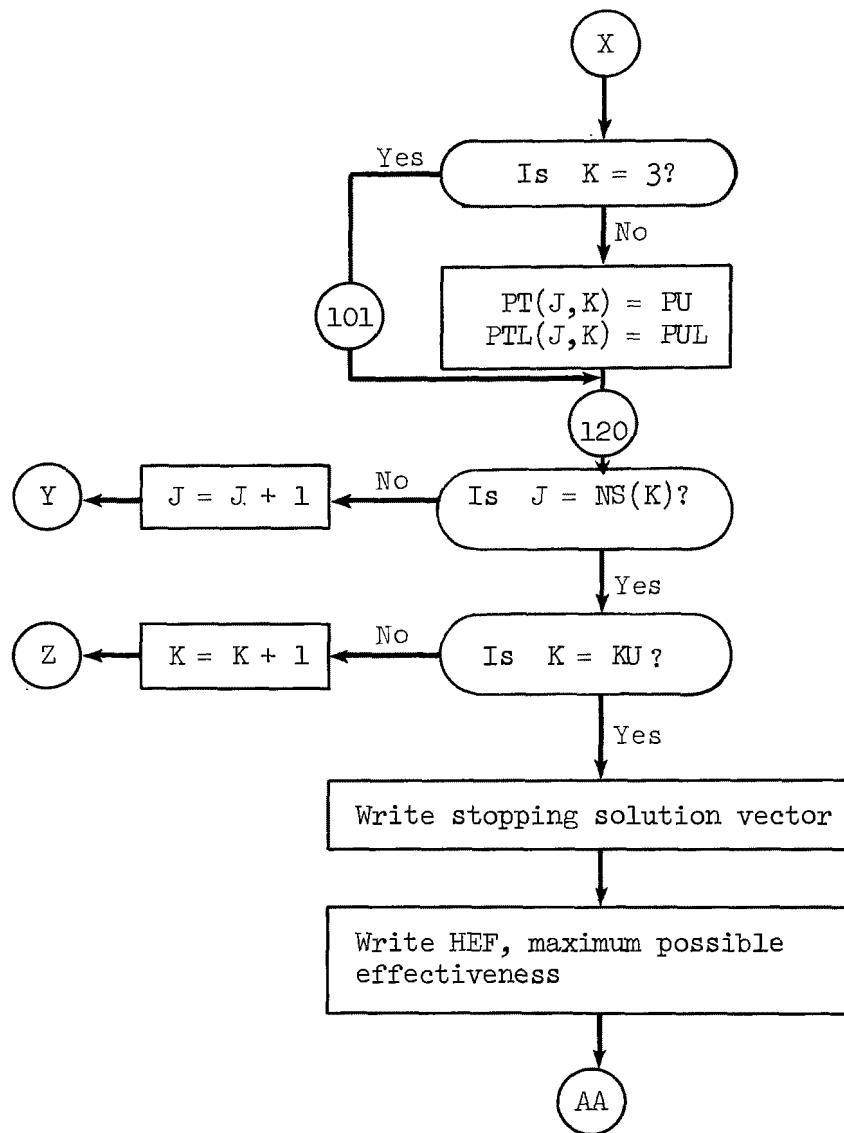 X
Yes
Is K = 3?
No
PT(J,K) = PU
PTL(J,K) = PUL
101
120
Y
J = J + 1
No
Is J = NS(K)?
Yes
Z
K = K + 1
No
Is K = KU ?
Yes
Write stopping solution vector
Write HEF, maximum possible
effectiveness
AA